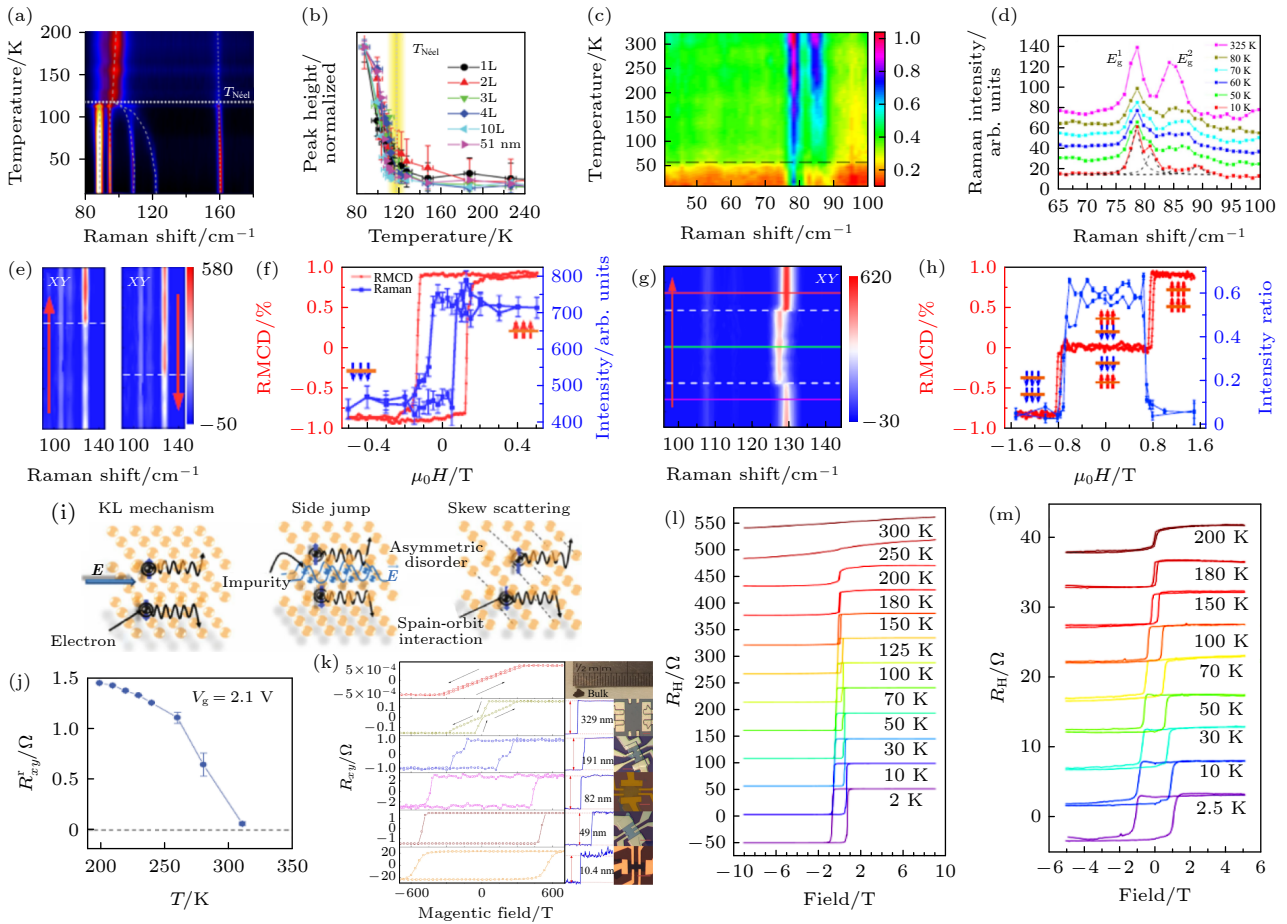 (a)
Temperature/K
200
150
100
50
T_Néel
80
120
160
Raman shift/cm⁻¹
(b)
Peak height/
normalized
T_Néel
1L
2L
3L
4L
10L
51 nm
0 40 80 120 160 200 240
Temperature/K
(c)
Temperature/K
300
250
200
150
100
50
50 60 70 80 90 100
Raman shift/cm⁻¹
1.0
0.8
0.6
0.4
0.2
(d)
Raman intensity/
arb. units
140
120
100
80
60
40
20
0
E_g^1
E_g^2
325 K
80 K
70 K
60 K
50 K
10 K
65 70 75 80 85 90 95 100
Raman shift/cm⁻¹
(e)
XY
XY
580
−50
100 140
100 140
Raman shift/cm⁻¹
(f)
RMCD/%
1.0
0.5
0
−0.5
−1.0
RMCD
Raman
−0.4 0 0.4
μ₀H/T
800
700
600
500
400
Intensity/arb. units
(g)
XY
620
−30
100 110 120 130 140
Raman shift/cm⁻¹
(h)
RMCD/%
1.0
0.5
0
−0.5
−1.0
−1.6 −0.8 0 0.8 1.6
μ₀H/T
0.6
0.4
0.2
0
Intensity ratio
(i)
KL mechanism
E
Electron
Side jump
Impurity
E
Skew scattering
Asymmetric
disorder
Spain-orbit
interaction
(j)
R^r_xy/Ω
1.5
1.0
0.5
0
V_g = 2.1 V
200 250 300 350
T/K
(k)
R_xy/Ω
5×10⁻⁴
−5×10⁻⁴
0.1
−0.1
1.0
−1.0
2
−2
1
−1
20
−20
1/2 mm
Bulk
329 nm
191 nm
82 nm
49 nm
10.4 nm
−600 0 600
Magentic field/T
(l)
R_H/Ω
550
500
450
400
350
300
250
200
150
100
50
0
−50
300 K
250 K
200 K
180 K
150 K
125 K
100 K
70 K
50 K
30 K
10 K
2 K
−10 −5 0 5 10
Field/T
(m)
R_H/Ω
40
30
20
10
0
200 K
180 K
150 K
100 K
70 K
50 K
30 K
10 K
2.5 K
−6 −4 −2 0 2 4 6
Field/T